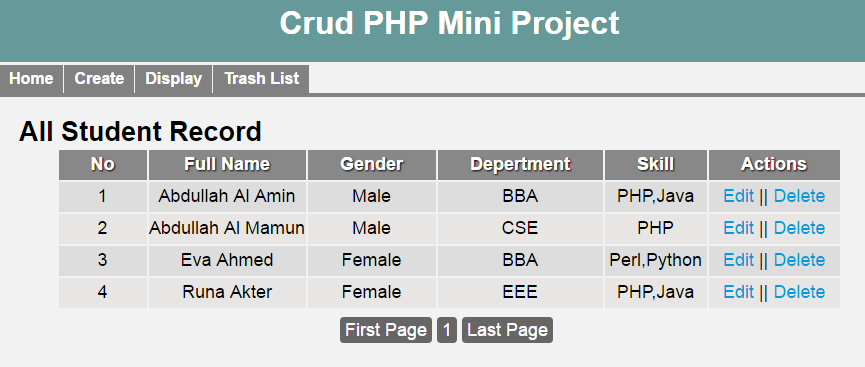 Crud PHP Mini Project
Home Create Display Trash List
All Student Record
No Full Name Gender Depertment Skill Actions
1 Abdullah Al Amin Male BBA PHP,Java Edit || Delete
2 Abdullah Al Mamun Male CSE PHP Edit || Delete
3 Eva Ahmed Female BBA Perl,Python Edit || Delete
4 Runa Akter Female EEE PHP,Java Edit || Delete
First Page 1 Last Page